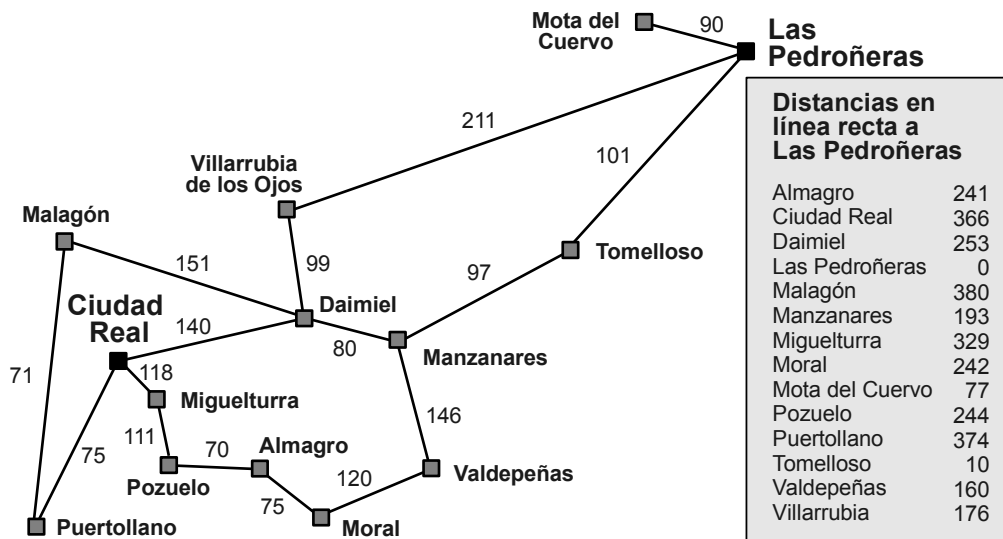 Mota del
Cuervo
90
Las
Pedroñeras
211
101
Villarrubia
de los Ojos
Malagón
151
99
97
Tomelloso
Ciudad
Real
140
Daimiel
80
Manzanares
71
118
Miguelturra
146
75
111
70
Almagro
Pozuelo
120
Valdepeñas
75
Puertollano
Moral
Distancias en
línea recta a
Las Pedroñeras
Almagro 241
Ciudad Real 366
Daimiel 253
Las Pedroñeras 0
Malagón 380
Manzanares 193
Miguelturra 329
Moral 242
Mota del Cuervo 77
Pozuelo 244
Puertollano 374
Tomelloso 10
Valdepeñas 160
Villarrubia 176